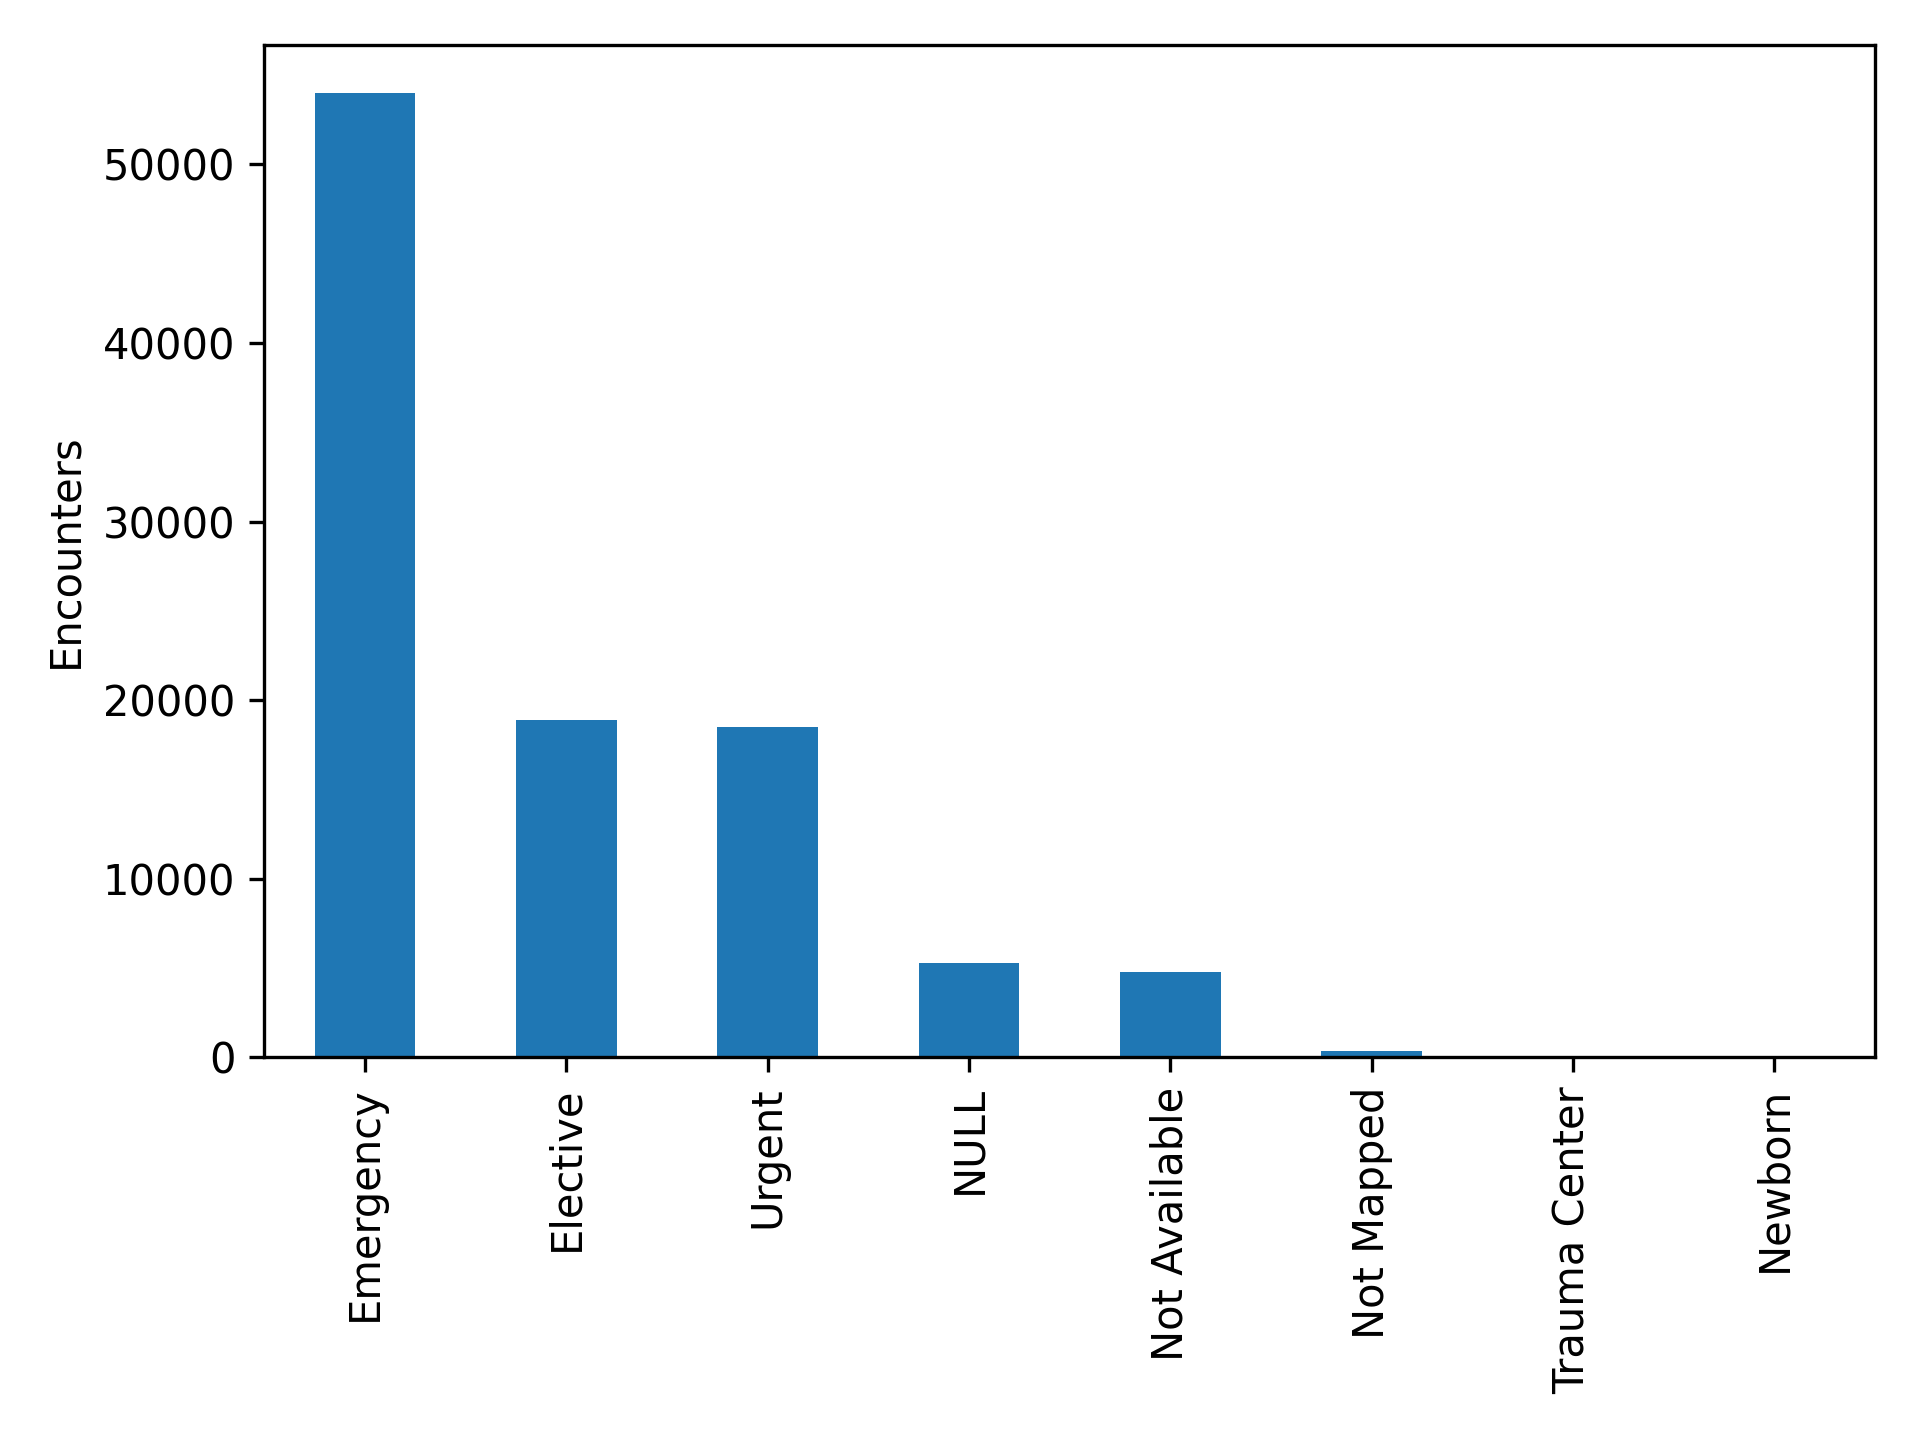 Encounters
50000
40000
30000
20000
10000
0
Emergency
Elective
Urgent
NULL
Not Available
Not Mapped
Trauma Center
Newborn